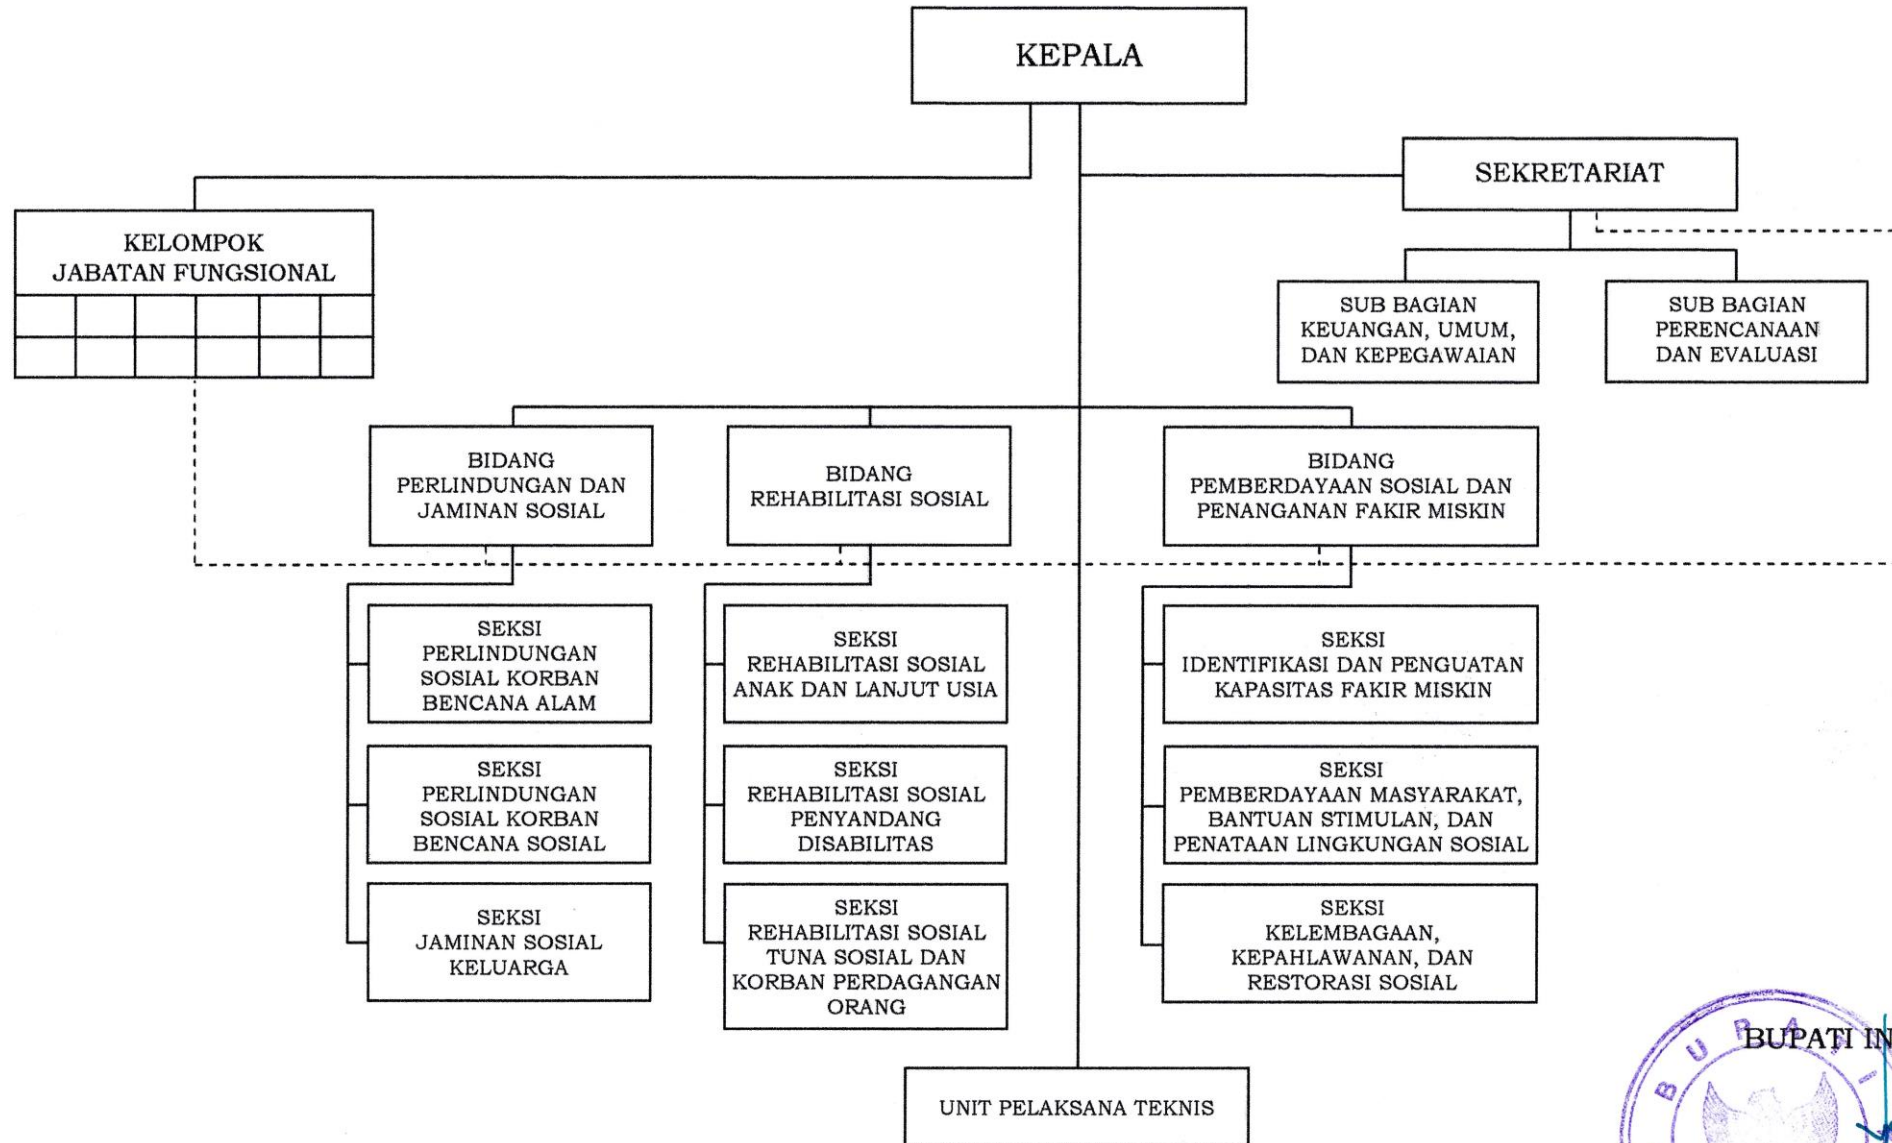 KEPALA
SEKRETARIAT
KELOMPOK
JABATAN FUNGSIONAL
SUB BAGIAN
KEUANGAN, UMUM,
DAN KEPEGAWAIAN
SUB BAGIAN
PERENCANAAN
DAN EVALUASI
BIDANG
PERLINDUNGAN DAN
JAMINAN SOSIAL
BIDANG
REHABILITASI SOSIAL
BIDANG
PEMBERDAYAAN SOSIAL DAN
PENANGANAN FAKIR MISKIN
SEKSI
PERLINDUNGAN
SOSIAL KORBAN
BENCANA ALAM
SEKSI
REHABILITASI SOSIAL
ANAK DAN LANJUT USIA
SEKSI
IDENTIFIKASI DAN PENGUATAN
KAPASITAS FAKIR MISKIN
SEKSI
PERLINDUNGAN
SOSIAL KORBAN
BENCANA SOSIAL
SEKSI
REHABILITASI SOSIAL
PENYANDANG
DISABILITAS
SEKSI
PEMBERDAYAAN MASYARAKAT,
BANTUAN STIMULAN, DAN
PENATAAN LINGKUNGAN SOSIAL
SEKSI
JAMINAN SOSIAL
KELUARGA
SEKSI
REHABILITASI SOSIAL
TUNA SOSIAL DAN
KORBAN PERDAGANGAN
ORANG
SEKSI
KELEMBAGAAN,
KEPAHLAWANAN, DAN
RESTORASI SOSIAL
UNIT PELAKSANA TEKNIS
BUPATI IN
BUPATI